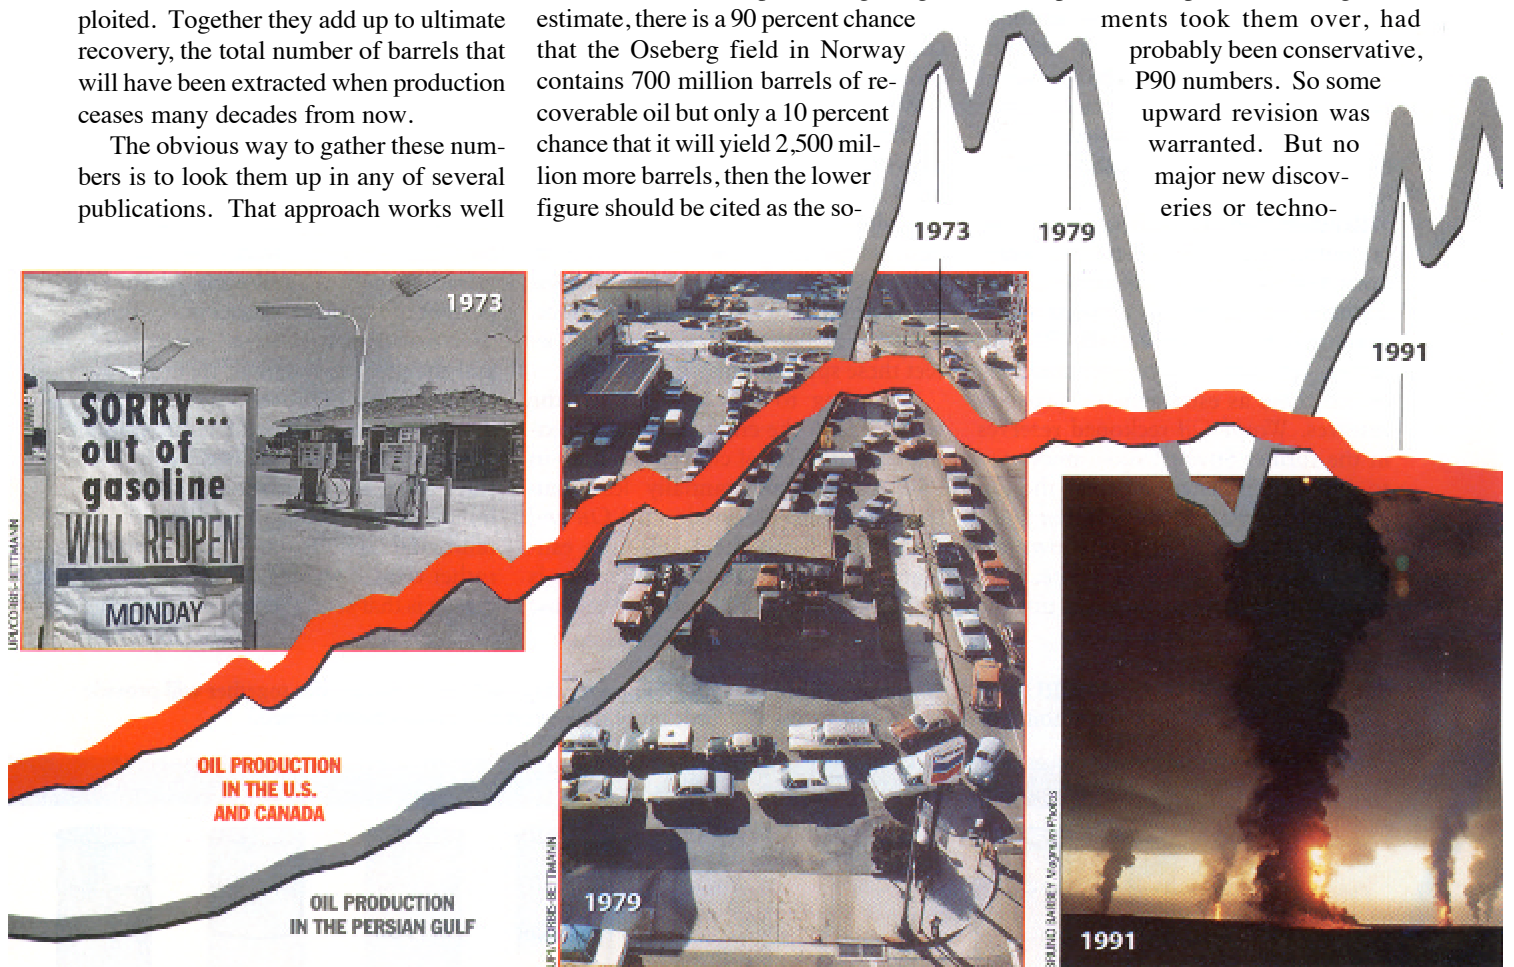 ploited. Together they add up to ultimate
recovery, the total number of barrels that
will have been extracted when production
ceases many decades from now.
The obvious way to gather these num-
bers is to look them up in any of several
publications. That approach works well
estimate, there is a 90 percent chance
that the Oseberg field in Norway
contains 700 million barrels of re-
coverable oil but only a 10 percent
chance that it will yield 2,500 mil-
lion more barrels, then the lower
figure should be cited as the so-
ments took them over, had
probably been conservative,
P90 numbers. So some
upward revision was
warranted. But no
major new discov-
eries or techno-
1973
1979
1991
1973
SORRY...
out of
gasoline
WILL REOPEN
MONDAY
UPI/CORBIS-BETTMANN
OIL PRODUCTION
IN THE U.S.
AND CANADA
OIL PRODUCTION
IN THE PERSIAN GULF
1979
UPI/CORBIS-BETTMANN
1991
BRUNO BARBEY Magnum Photos